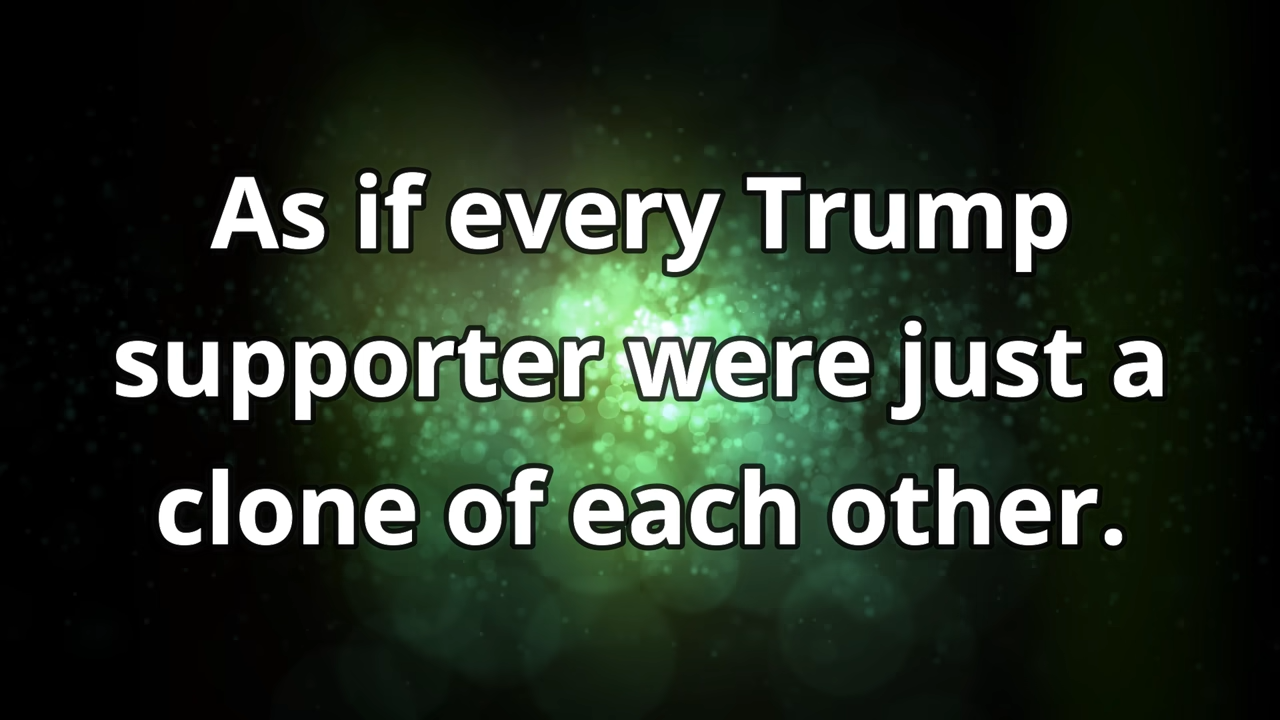 As if every Trump
supporter were just a
clone of each other.